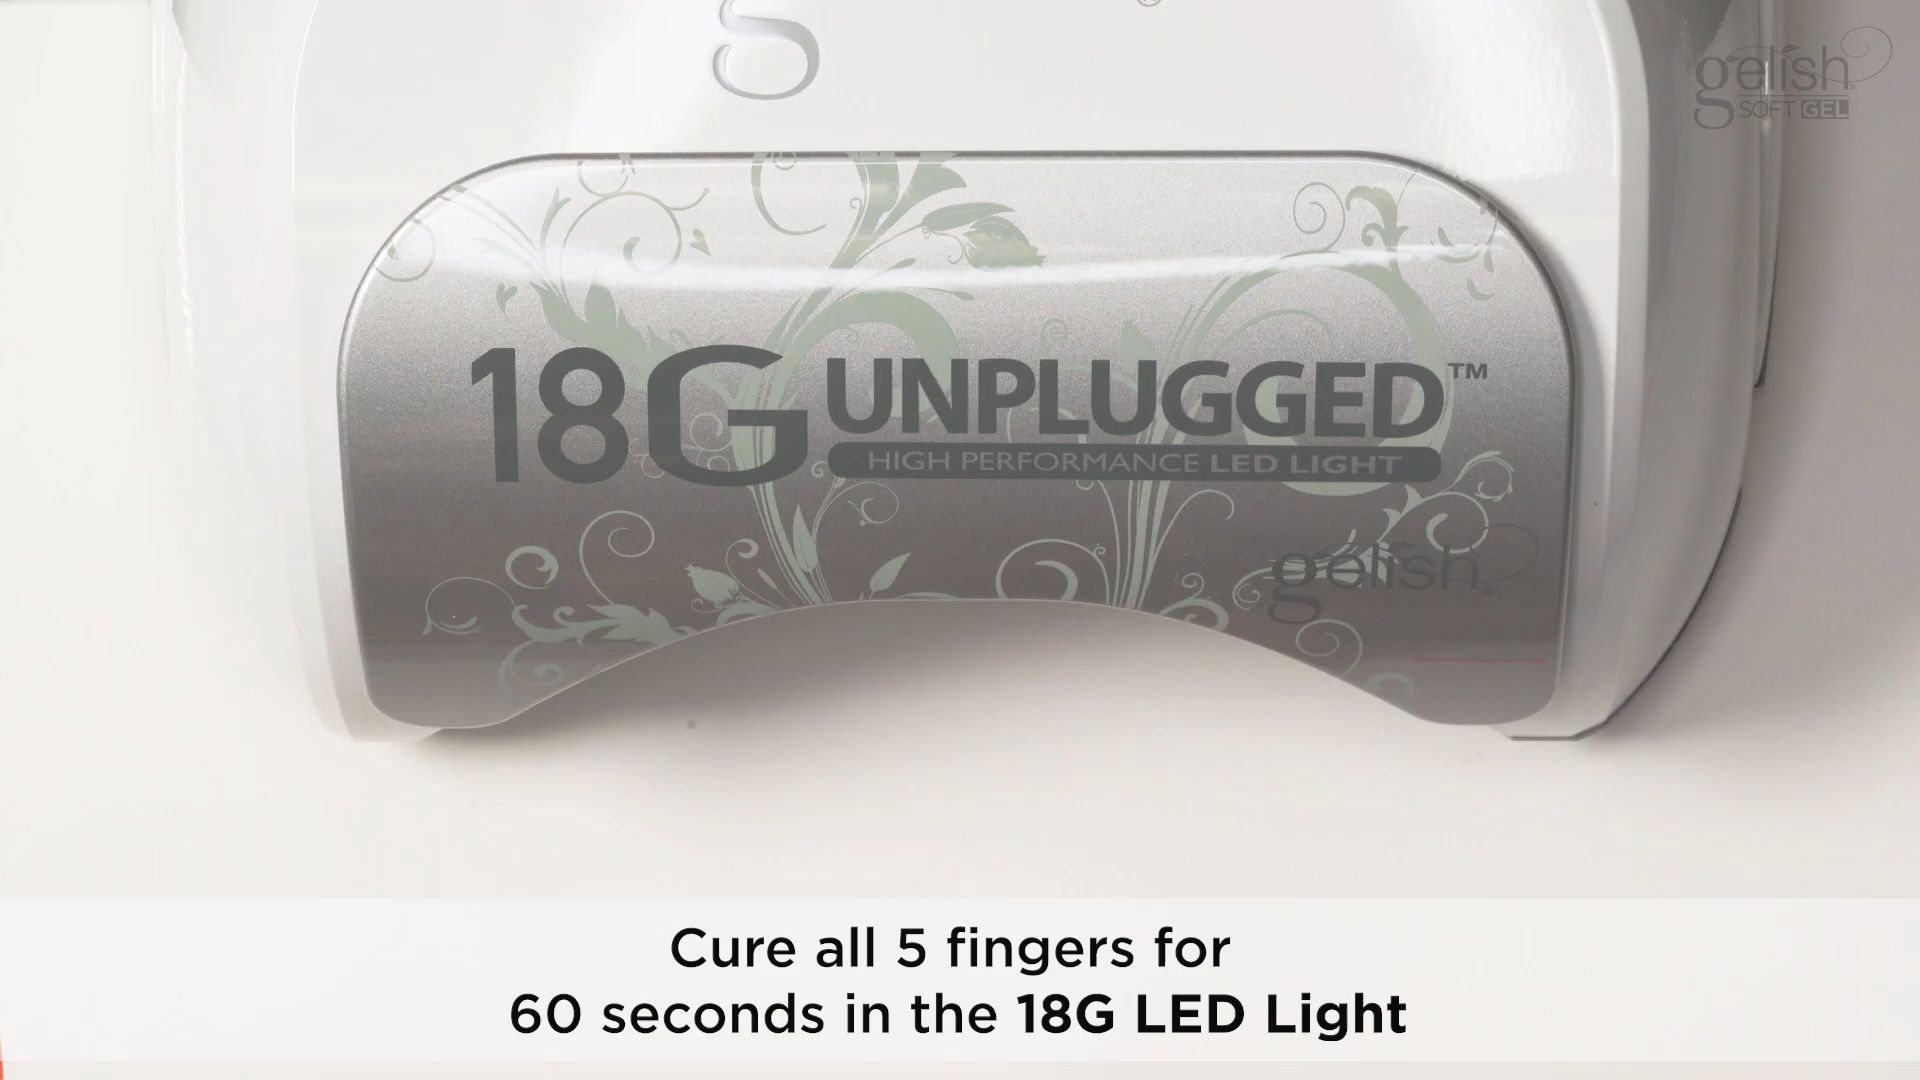 g ®
gelish®
SOFT GEL
18G UNPLUGGED™
HIGH PERFORMANCE LED LIGHT
gelish®
Cure all 5 fingers for
60 seconds in the 18G LED Light